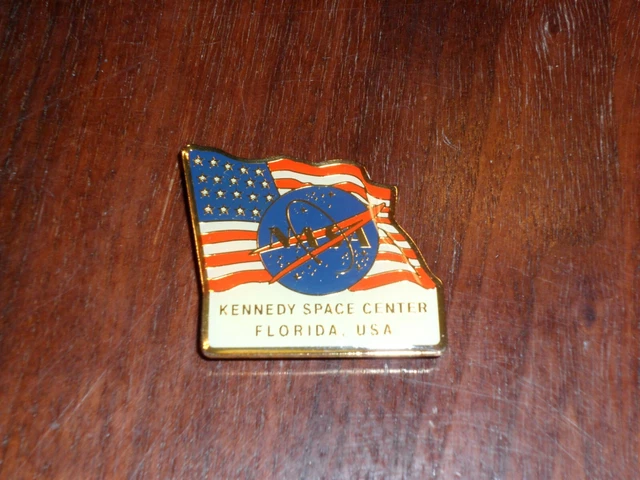 NASA
KENNEDY SPACE CENTER
FLORIDA, USA